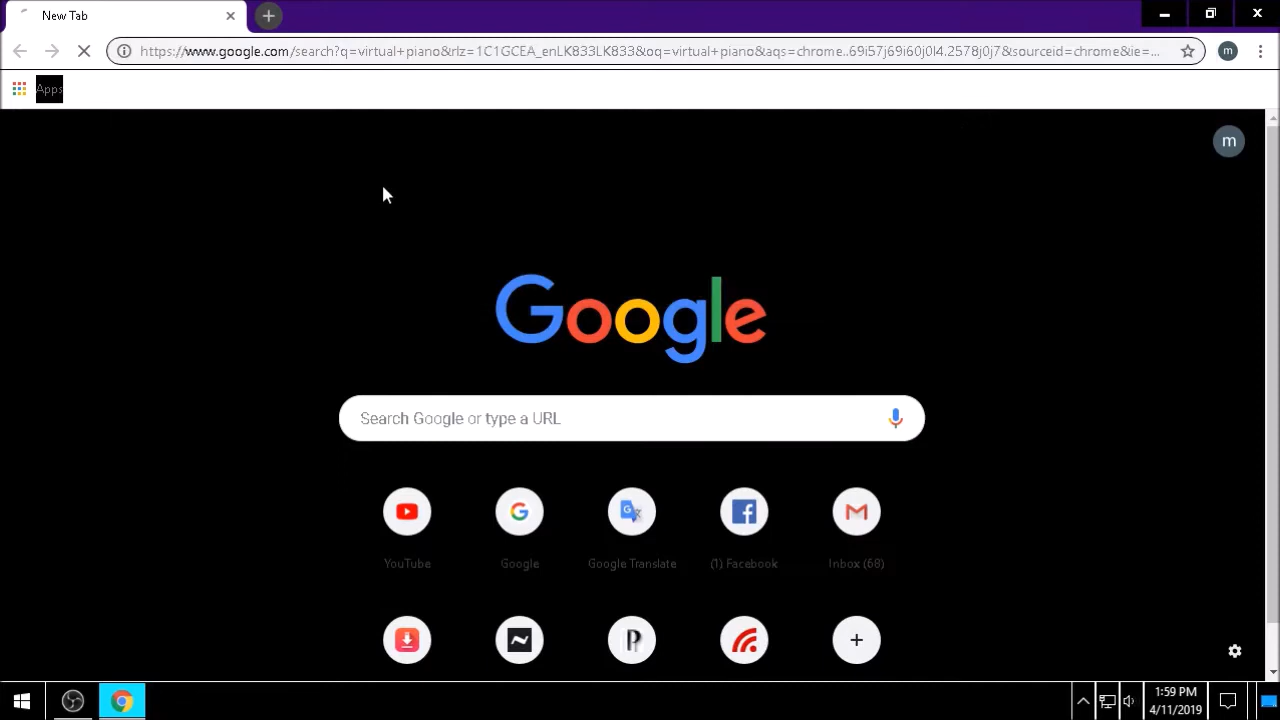 New Tab
https://www.google.com/search?q=virtual+piano&rlz=1C1GCEA_enLK833LK833&oq=virtual+piano&aqs=chrome..69i57j69i60j0l4.2578j0j7&sourceid=chrome&ie=...
m
Apps
m
Google
Search Google or type a URL
YouTube
Google
Google Translate
(1) Facebook
Inbox (68)
1:59 PM
4/11/2019